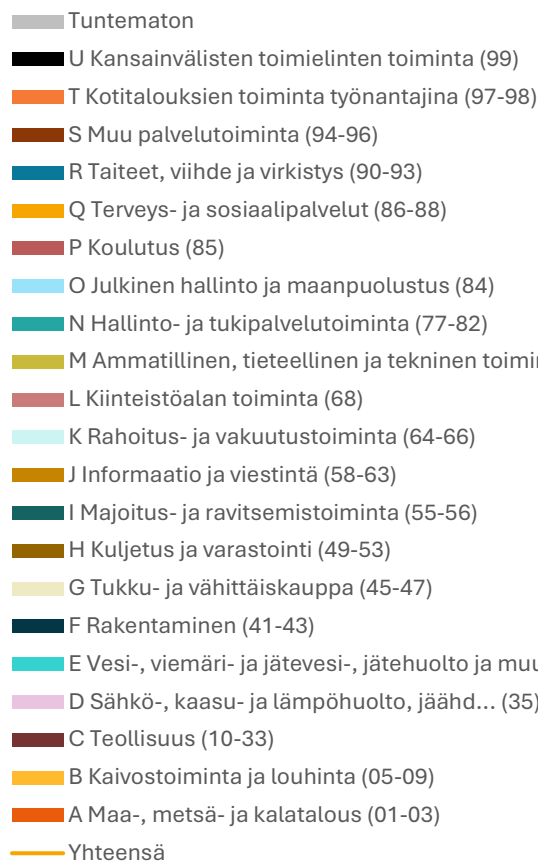 Tuntematon
U Kansainvälisten toimielinten toiminta (99)
T Kotitalouksien toiminta työnantajina (97-98)
S Muu palvelutoiminta (94-96)
R Taiteet, viihde ja virkistys (90-93)
Q Terveys- ja sosiaalipalvelut (86-88)
P Koulutus (85)
O Julkinen hallinto ja maanpuolustus (84)
N Hallinto- ja tukipalvelutoiminta (77-82)
M Ammatillinen, tieteellinen ja tekninen toimin
L Kiinteistöalan toiminta (68)
K Rahoitus- ja vakuutustoiminta (64-66)
J Informaatio ja viestintä (58-63)
I Majoitus- ja ravitsemistoiminta (55-56)
H Kuljetus ja varastointi (49-53)
G Tukku- ja vähittäiskauppa (45-47)
F Rakentaminen (41-43)
E Vesi-, viemäri- ja jätevesi-, jätehuolto ja muu
D Sähkö-, kaasu- ja lämpöhuolto, jäähd... (35)
C Teollisuus (10-33)
B Kaivostoiminta ja louhinta (05-09)
A Maa-, metsä- ja kalatalous (01-03)
Yhteensä